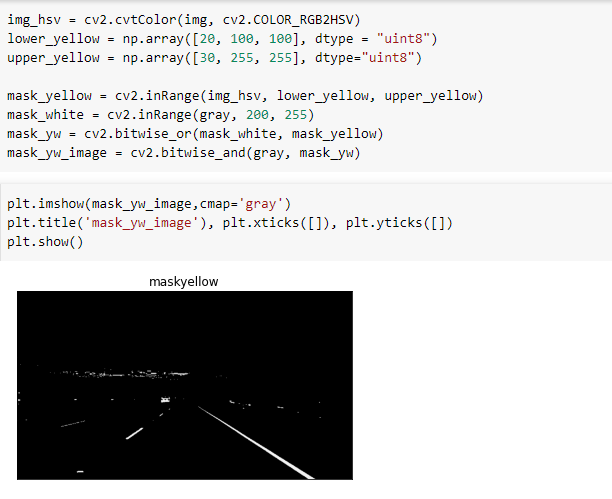 img_hsv = cv2.cvtColor(img, cv2.COLOR_RGB2HSV)
lower_yellow = np.array([20, 100, 100], dtype = "uint8")
upper_yellow = np.array([30, 255, 255], dtype="uint8")
mask_yellow = cv2.inRange(img_hsv, lower_yellow, upper_yellow)
mask_white = cv2.inRange(gray, 200, 255)
mask_yw = cv2.bitwise_or(mask_white, mask_yellow)
mask_yw_image = cv2.bitwise_and(gray, mask_yw)
plt.imshow(mask_yw_image,cmap='gray')
plt.title('mask_yw_image'), plt.xticks([]), plt.yticks([])
plt.show()
maskyellow